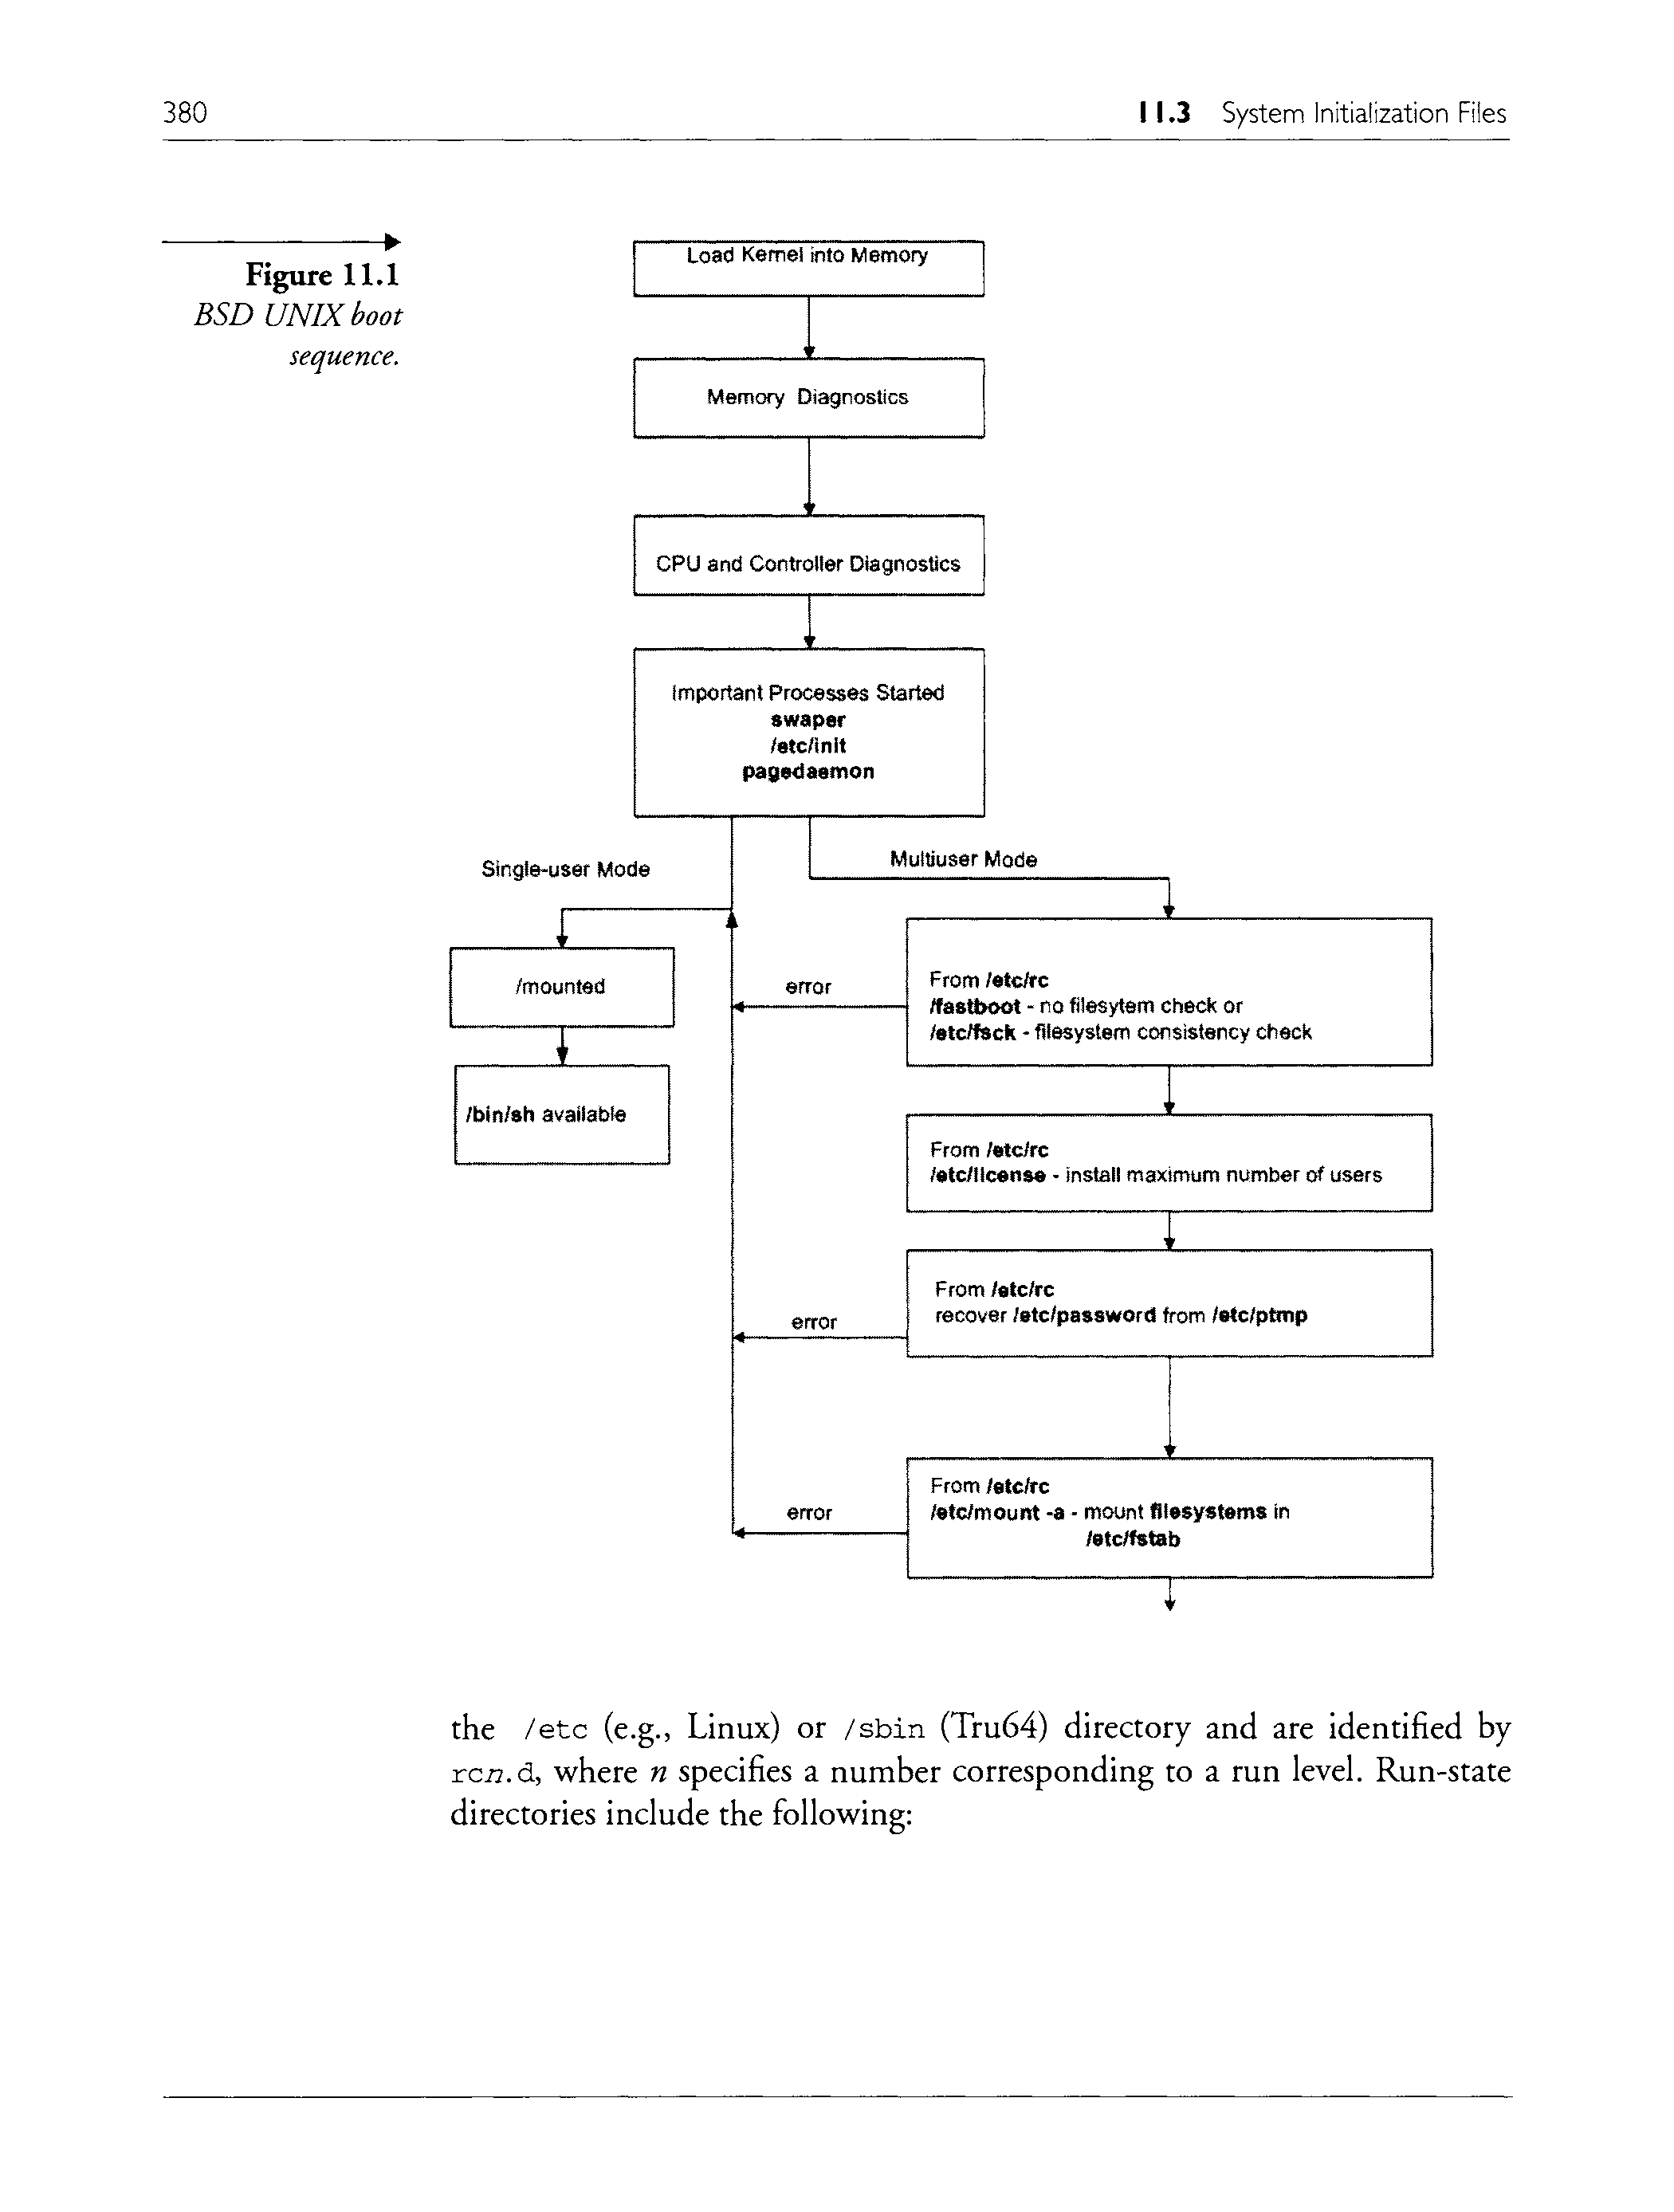 380
11.3 System Initialization Files
Figure 11.1
BSD UNIX boot
sequence.
Load Kernel into Memory
Memory Diagnostics
CPU and Controller Diagnostics
Important Processes Started
swaper
/etc/init
pagedaemon
Single-user Mode
Multiuser Mode
/mounted
/bin/sh available
error
From /etc/rc
/fastboot - no filesytem check or
/etc/fsck - filesystem consistency check
From /etc/rc
/etc/license - install maximum number of users
From /etc/rc
recover /etc/password from /etc/ptmp
error
From /etc/rc
/etc/mount -a - mount filesystems in
/etc/fstab
error
the /etc (e.g., Linux) or /sbin (Tru64) directory and are identified by
rcn.d, where n specifies a number corresponding to a run level. Run-state
directories include the following: